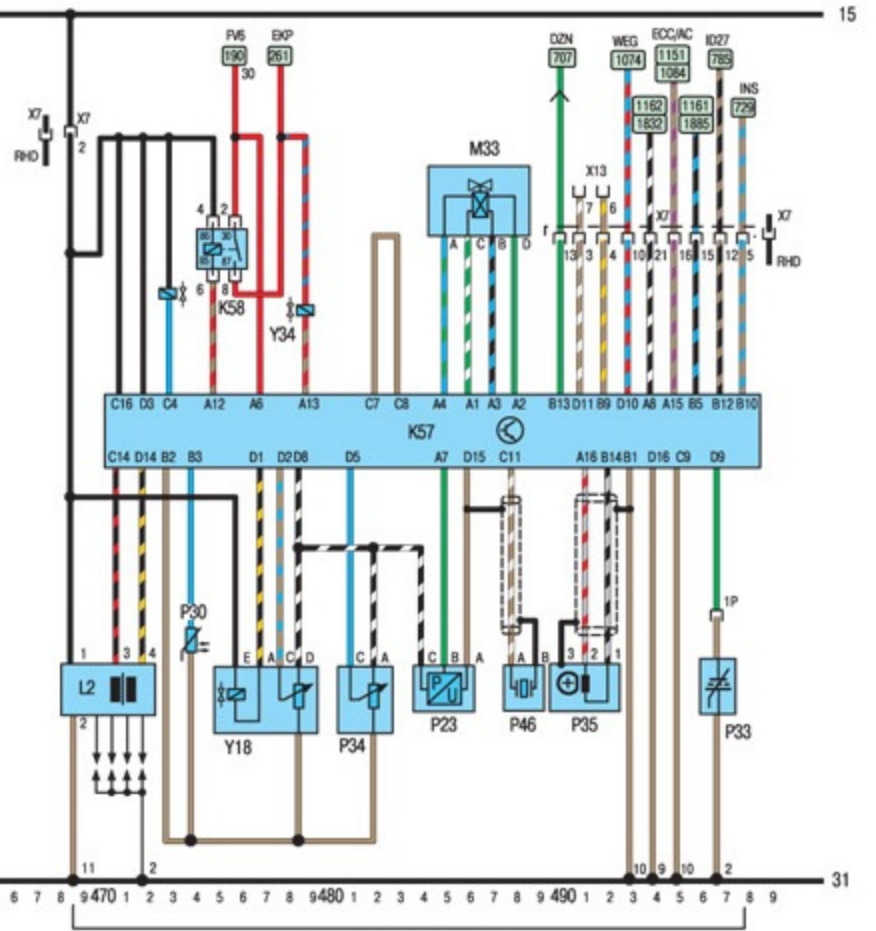 15
FV6 EKP DZN WEG ECC/AC ID27
190 261 707 1074 1151 785
30 1084 INS
1162 1161 729
1832 1885
X7 X7
2
RHD
M33
X13
7 6
4 2 X7 X7
A C B D r
86 30 13 3 4 10 21 16 15 12 5
RHD
85 87
6 8 K58
Y34
C16 D3 C4 A12 A6 A13 C7 C8 A4 A1 A3 A2 B13 D11 B9 D10 A8 A15 B5 B12 B10
K57
C14 D14 B2 B3 D1 D2 D8 D5 A7 D15 C11 A16 B14 B1 D16 C9 D9
P30 1P
1 3 4 E A C D C A C B A A B 3 2 1
L2 P U
2
Y18 P34 P23 P46 P35 P33
11 2 10 9 10 2
31
6 7 8 9 470 1 2 3 4 5 6 7 8 9 480 1 2 3 4 5 6 7 8 9 490 1 2 3 4 5 6 7 8 9